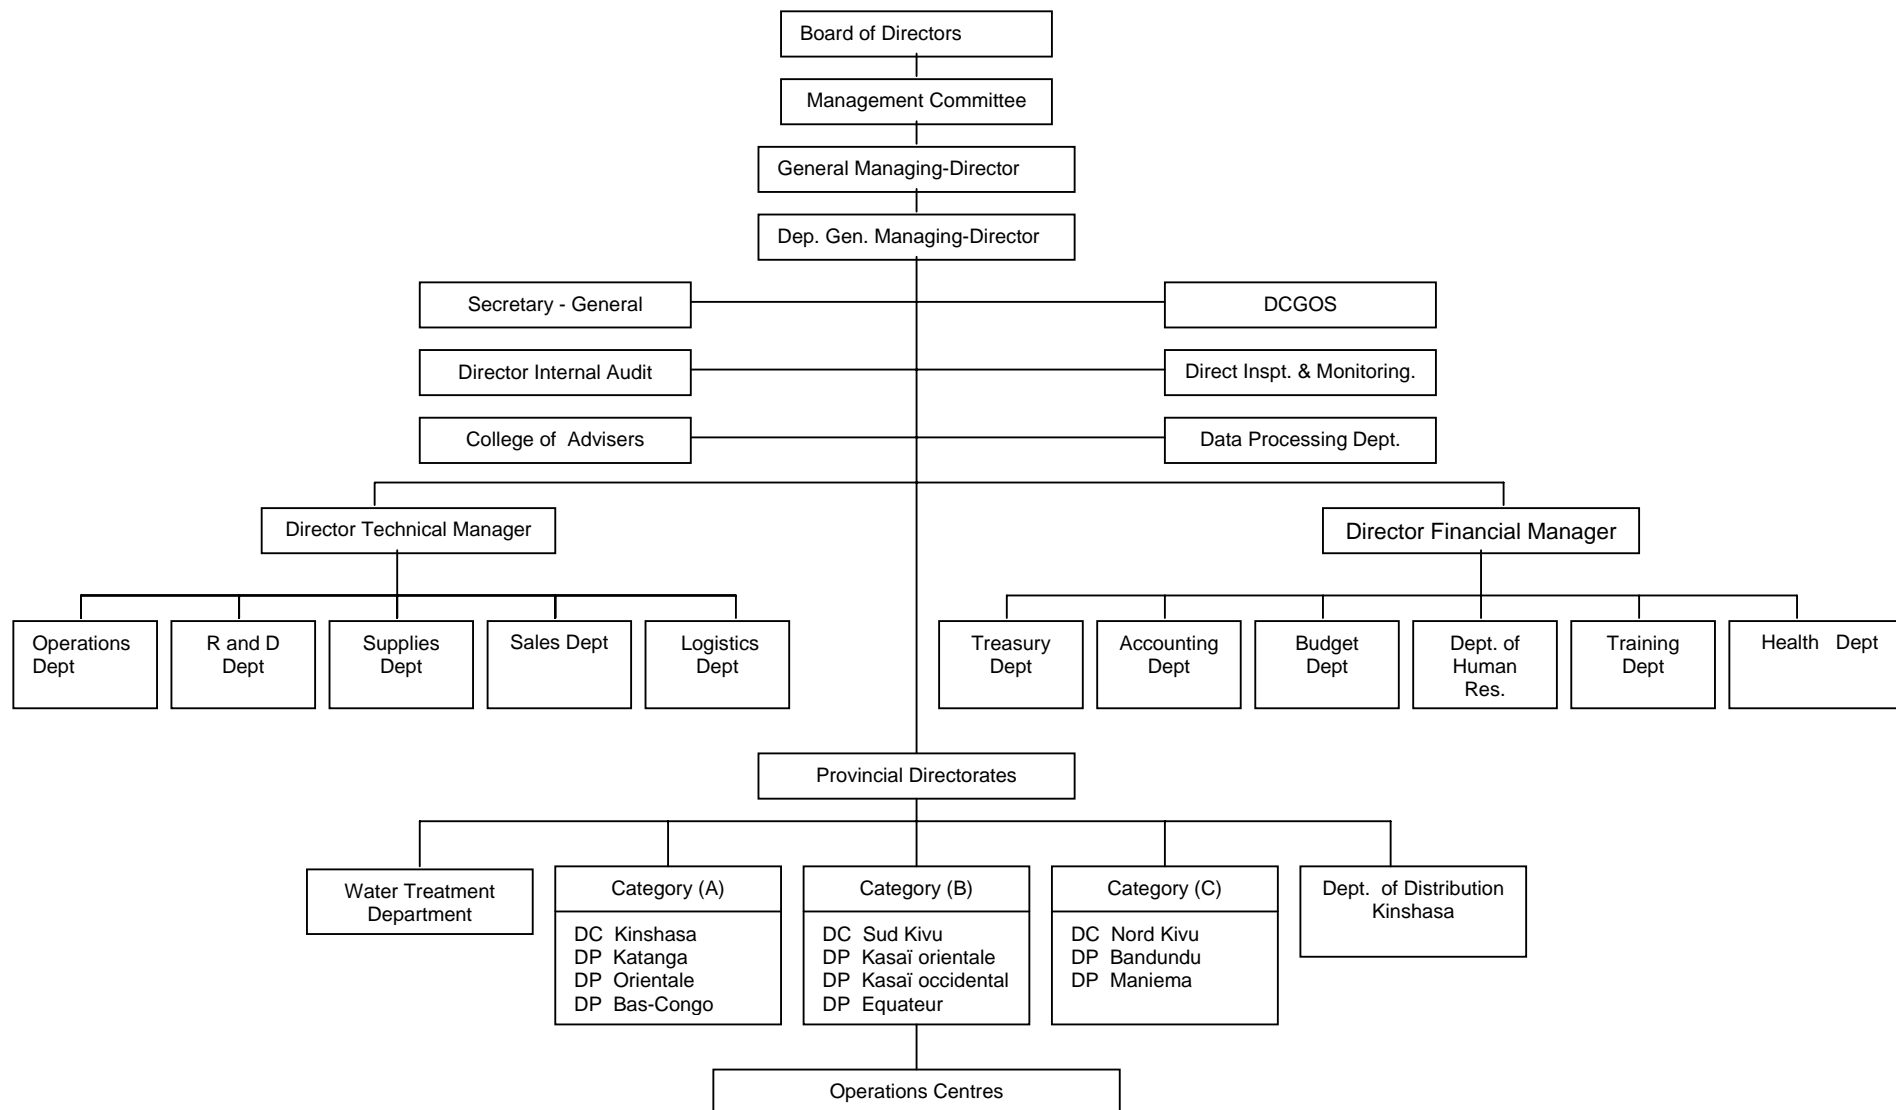 Board of Directors
Management Committee
General Managing-Director
Dep. Gen. Managing-Director
Secretary - General
DCGOS
Director Internal Audit
Direct Inspt. & Monitoring.
College of Advisers
Data Processing Dept.
Director Technical Manager
Director Financial Manager
Operations
Dept
R and D
Dept
Supplies
Dept
Sales Dept
Logistics
Dept
Treasury
Dept
Accounting
Dept
Budget
Dept
Dept. of
Human
Res.
Training
Dept
Health Dept
Provincial Directorates
Water Treatment
Department
Category (A)
DC Kinshasa
DP Katanga
DP Orientale
DP Bas-Congo
Category (B)
DC Sud Kivu
DP Kasaï orientale
DP Kasaï occidental
DP Equateur
Category (C)
DC Nord Kivu
DP Bandundu
DP Maniema
Dept. of Distribution
Kinshasa
Operations Centres